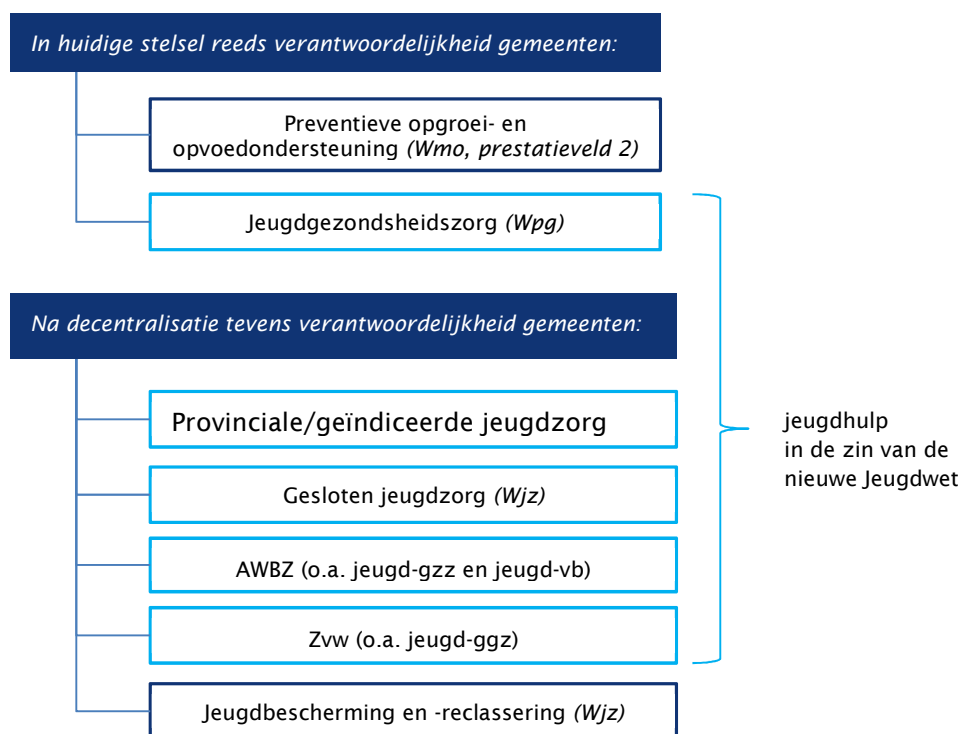 In huidige stelsel reeds verantwoordelijkheid gemeenten:
Preventieve opgroei- en
opvoedondersteuning (Wmo, prestatieveld 2)
Jeugdgezondsheidszorg (Wpg)
Na decentralisatie tevens verantwoordelijkheid gemeenten:
Provinciale/geïndiceerde jeugdzorg
Gesloten jeugdzorg (Wjz)
AWBZ (o.a. jeugd-gzz en jeugd-vb)
Zvw (o.a. jeugd-ggz)
Jeugdbescherming en -reclassering (Wjz)
jeugdhulp
in de zin van de
nieuwe Jeugdwet